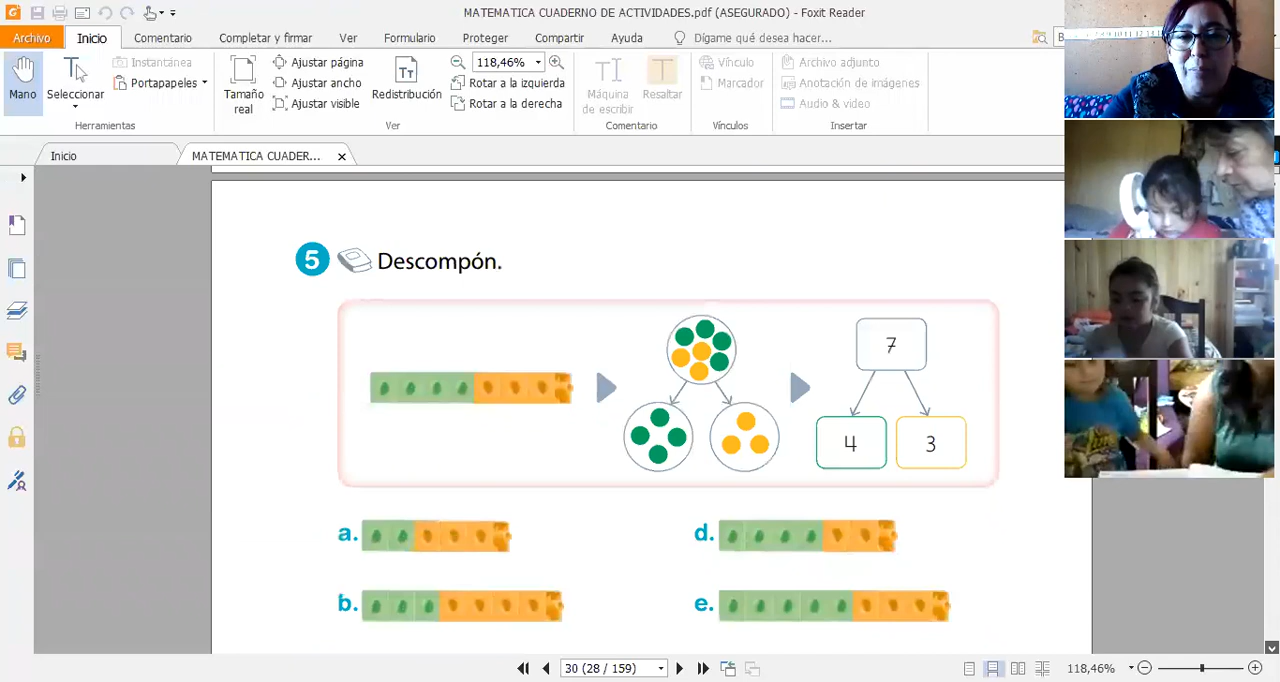 MATEMATICA CUADERNO DE ACTIVIDADES.pdf (ASEGURADO) - Foxit Reader
Archivo Inicio Comentario Completar y firmar Ver Formulario Proteger Compartir Ayuda Dígame qué desea hacer...
Mano
Seleccionar
Instantánea
Portapapeles
Herramientas
Tamaño real
Ajustar página
Ajustar ancho
Ajustar visible
Redistribución
118,46%
Rotar a la izquierda
Rotar a la derecha
Ver
Máquina de escribir
Resaltar
Comentario
Vínculo
Marcador
Vínculos
Archivo adjunto
Anotación de imágenes
Audio & video
Insertar
Inicio
MATEMATICA CUADER...
5 Descompón.
7
4 3
a.
d.
b.
e.
30 (28 / 159)
118,46%